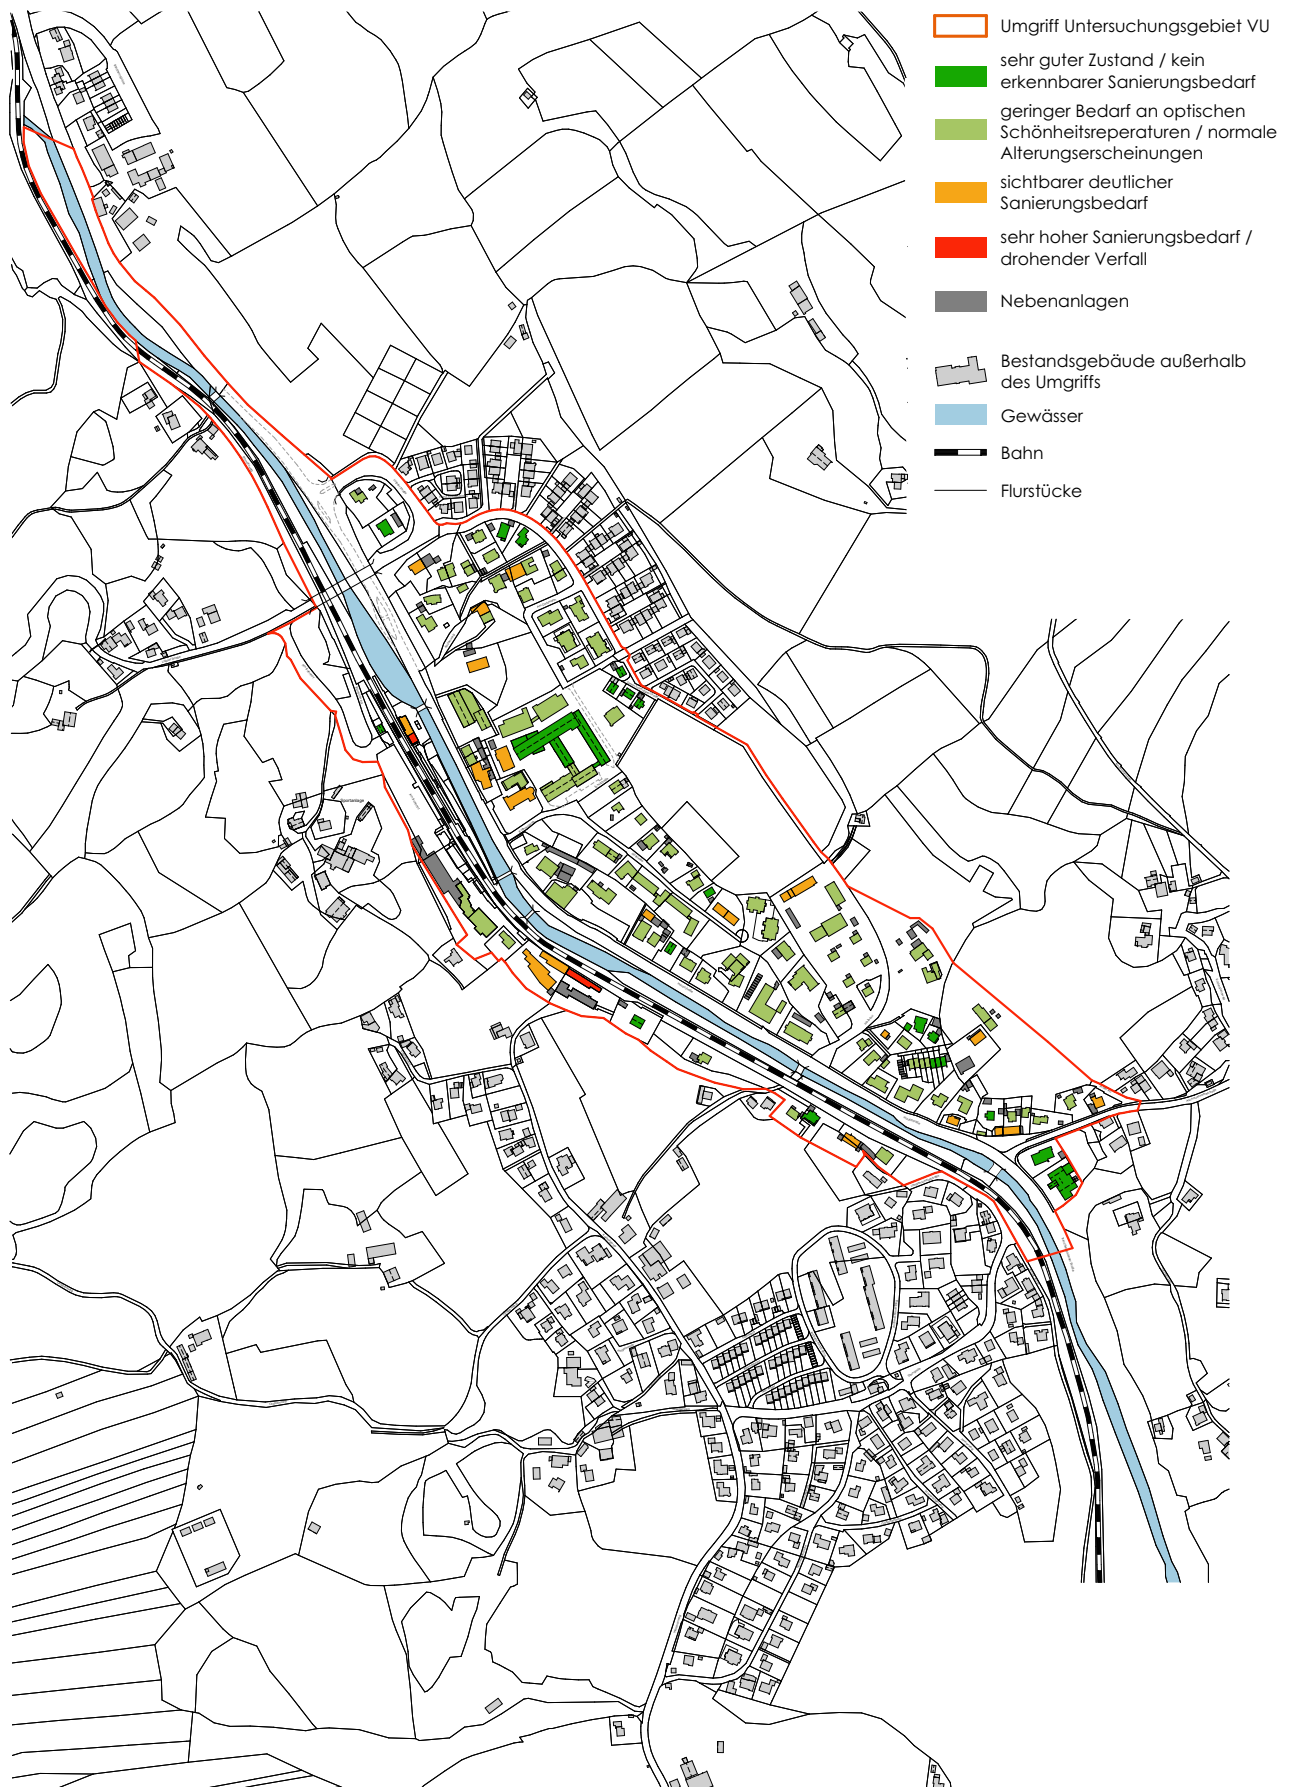 Umgriff Untersuchungsgebiet VU
sehr guter Zustand / kein
erkennbarer Sanierungsbedarf
geringer Bedarf an optischen
Schönheitsreperaturen / normale
Alterungserscheinungen
sichtbarer deutlicher
Sanierungsbedarf
sehr hoher Sanierungsbedarf /
drohender Verfall
Nebenanlagen
Bestandsgebäude außerhalb
des Umgriffs
Gewässer
Bahn
Flurstücke
Sportanlage